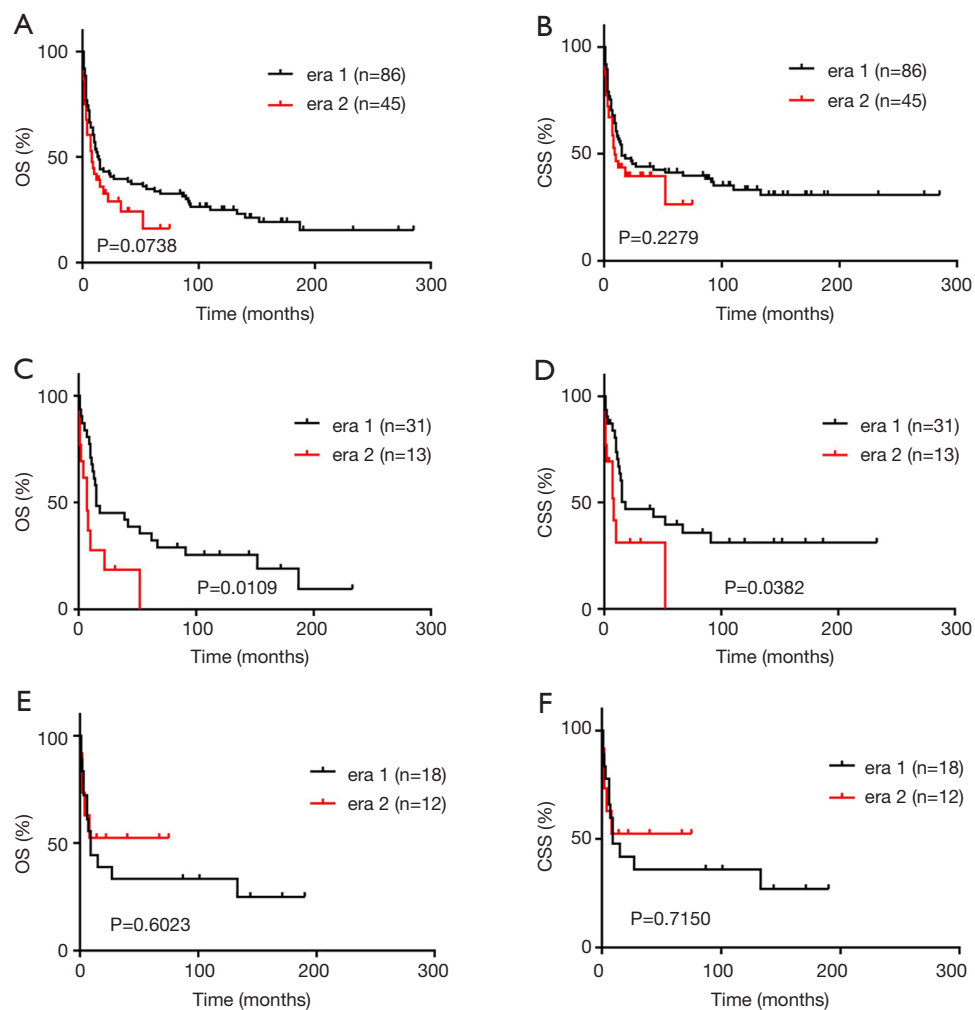 A
100
50
0
OS (%)
era 1 (n=86)
era 2 (n=45)
P=0.0738
0 100 200 300
Time (months)
B
100
50
0
CSS (%)
era 1 (n=86)
era 2 (n=45)
P=0.2279
0 100 200 300
Time (months)
C
100
50
0
OS (%)
era 1 (n=31)
era 2 (n=13)
P=0.0109
0 100 200 300
Time (months)
D
100
50
0
CSS (%)
era 1 (n=31)
era 2 (n=13)
P=0.0382
0 100 200 300
Time (months)
E
100
50
0
OS (%)
era 1 (n=18)
era 2 (n=12)
P=0.6023
0 100 200 300
Time (months)
F
100
50
0
CSS (%)
era 1 (n=18)
era 2 (n=12)
P=0.7150
0 100 200 300
Time (months)